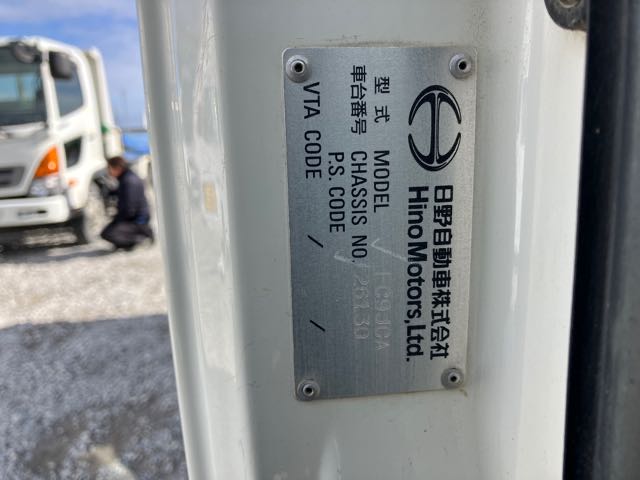 日野自動車株式会社
Hino Motors, Ltd.
型式 MODEL FC9JCA
車台番号 CHASSIS NO.
P.S. CODE /
VTA CODE /